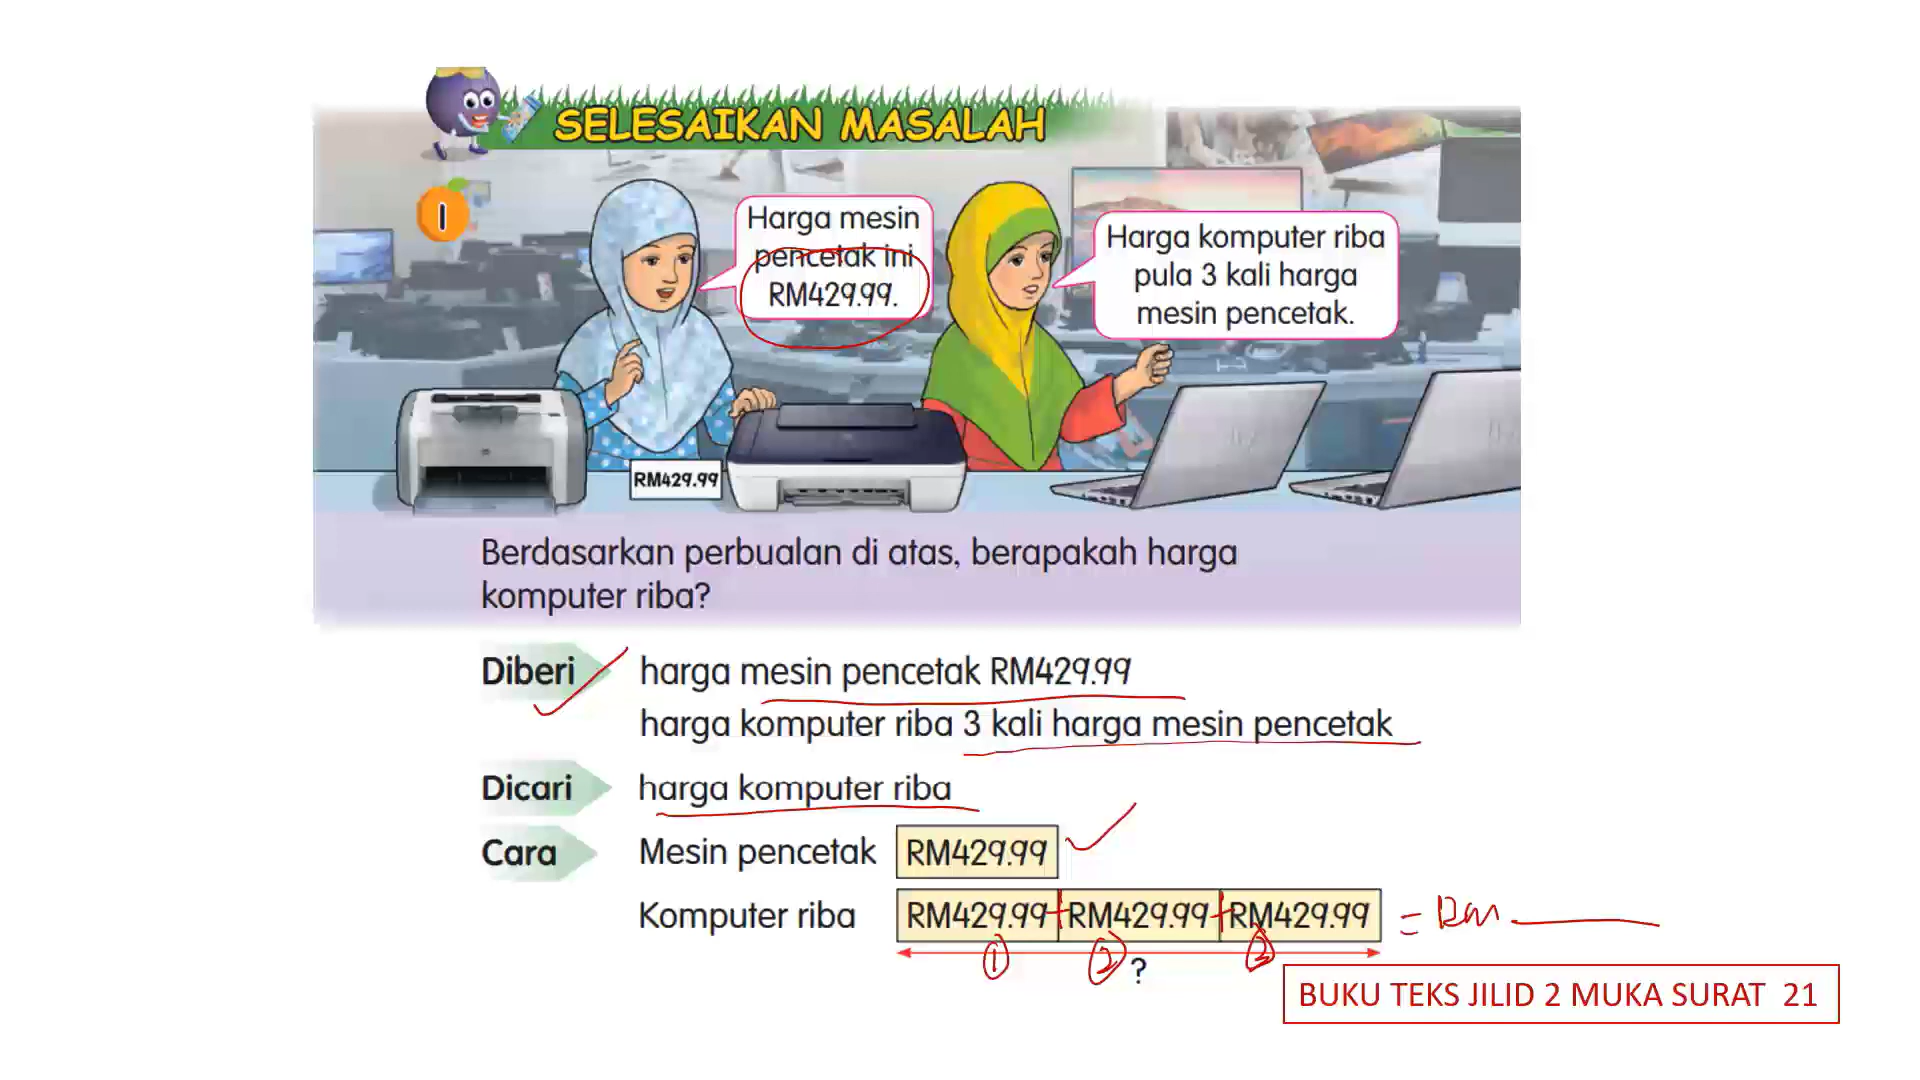 SELESAIKAN MASALAH
1
Harga mesin
pencetak ini
RM429.99.
Harga komputer riba
pula 3 kali harga
mesin pencetak.
RM429.99
Berdasarkan perbualan di atas, berapakah harga
komputer riba?
Diberi harga mesin pencetak RM429.99
harga komputer riba 3 kali harga mesin pencetak
Dicari harga komputer riba
Cara Mesin pencetak RM429.99
Komputer riba RM429.99 + RM429.99 + RM429.99 = RM
1 2 3
?
BUKU TEKS JILID 2 MUKA SURAT 21